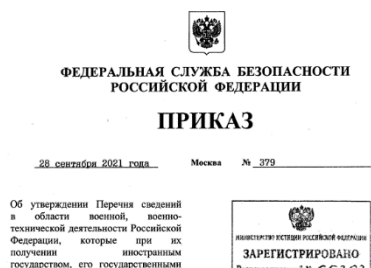 ФЕДЕРАЛЬНАЯ СЛУЖБА БЕЗОПАСНОСТИ
РОССИЙСКОЙ ФЕДЕРАЦИИ
ПРИКАЗ
28 сентября 2021 года Москва № 379
Об утверждении Перечня сведений
в области военной, военно-
технической деятельности Российской
Федерации, которые при их
получении иностранным
государством, его государственными
МИНИСТЕРСТВО ЮСТИЦИИ РОССИЙСКОЙ ФЕДЕРАЦИИ
ЗАРЕГИСТРИРОВАНО